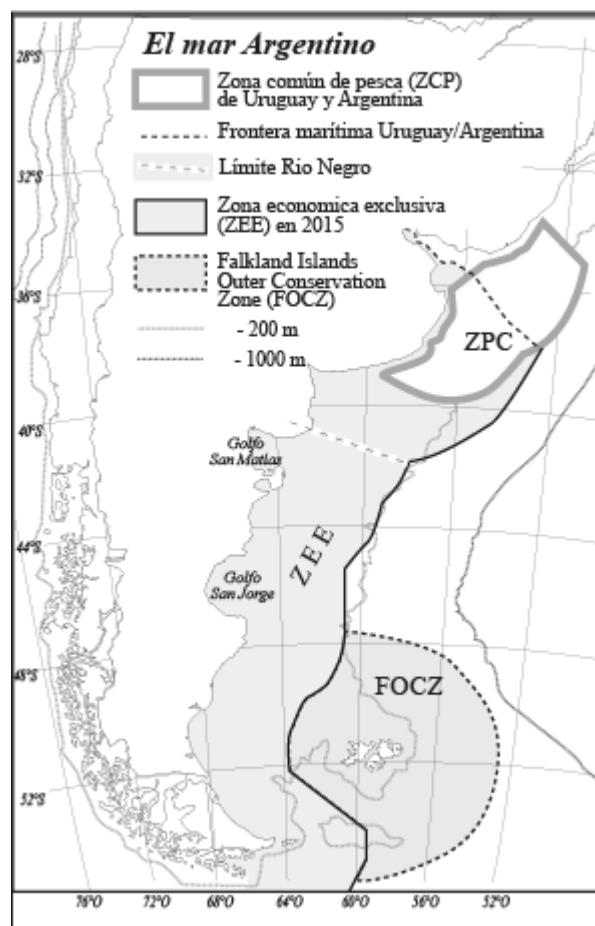 El mar Argentino
Zona común de pesca (ZCP)
de Uruguay y Argentina
Frontera marítima Uruguay/Argentina
Límite Rio Negro
Zona economica exclusiva
(ZEE) en 2015
Falkland Islands
Outer Conservation
Zone (FOCZ)
- 200 m
- 1000 m
28°S
32°S
36°S
40°S
44°S
48°S
52°S
ZPC
Golfo
San Matias
ZEE
Golfo
San Jorge
FOCZ
76°O
72°O
68°O
64°O
60°O
56°O
52°O